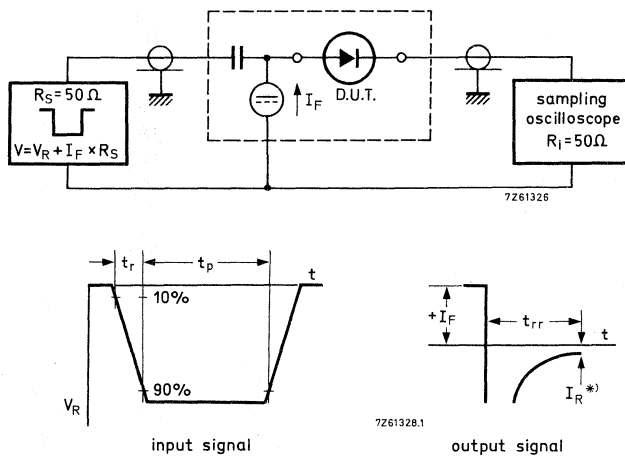 R_S = 50 Ω
V = V_R + I_F × R_S
I_F
D.U.T.
sampling
oscilloscope
R_i = 50 Ω
7Z61326
t_r
t_p
t
10%
90%
V_R
input signal
+I_F
t_rr
t
I_R *)
7Z61328.1
output signal